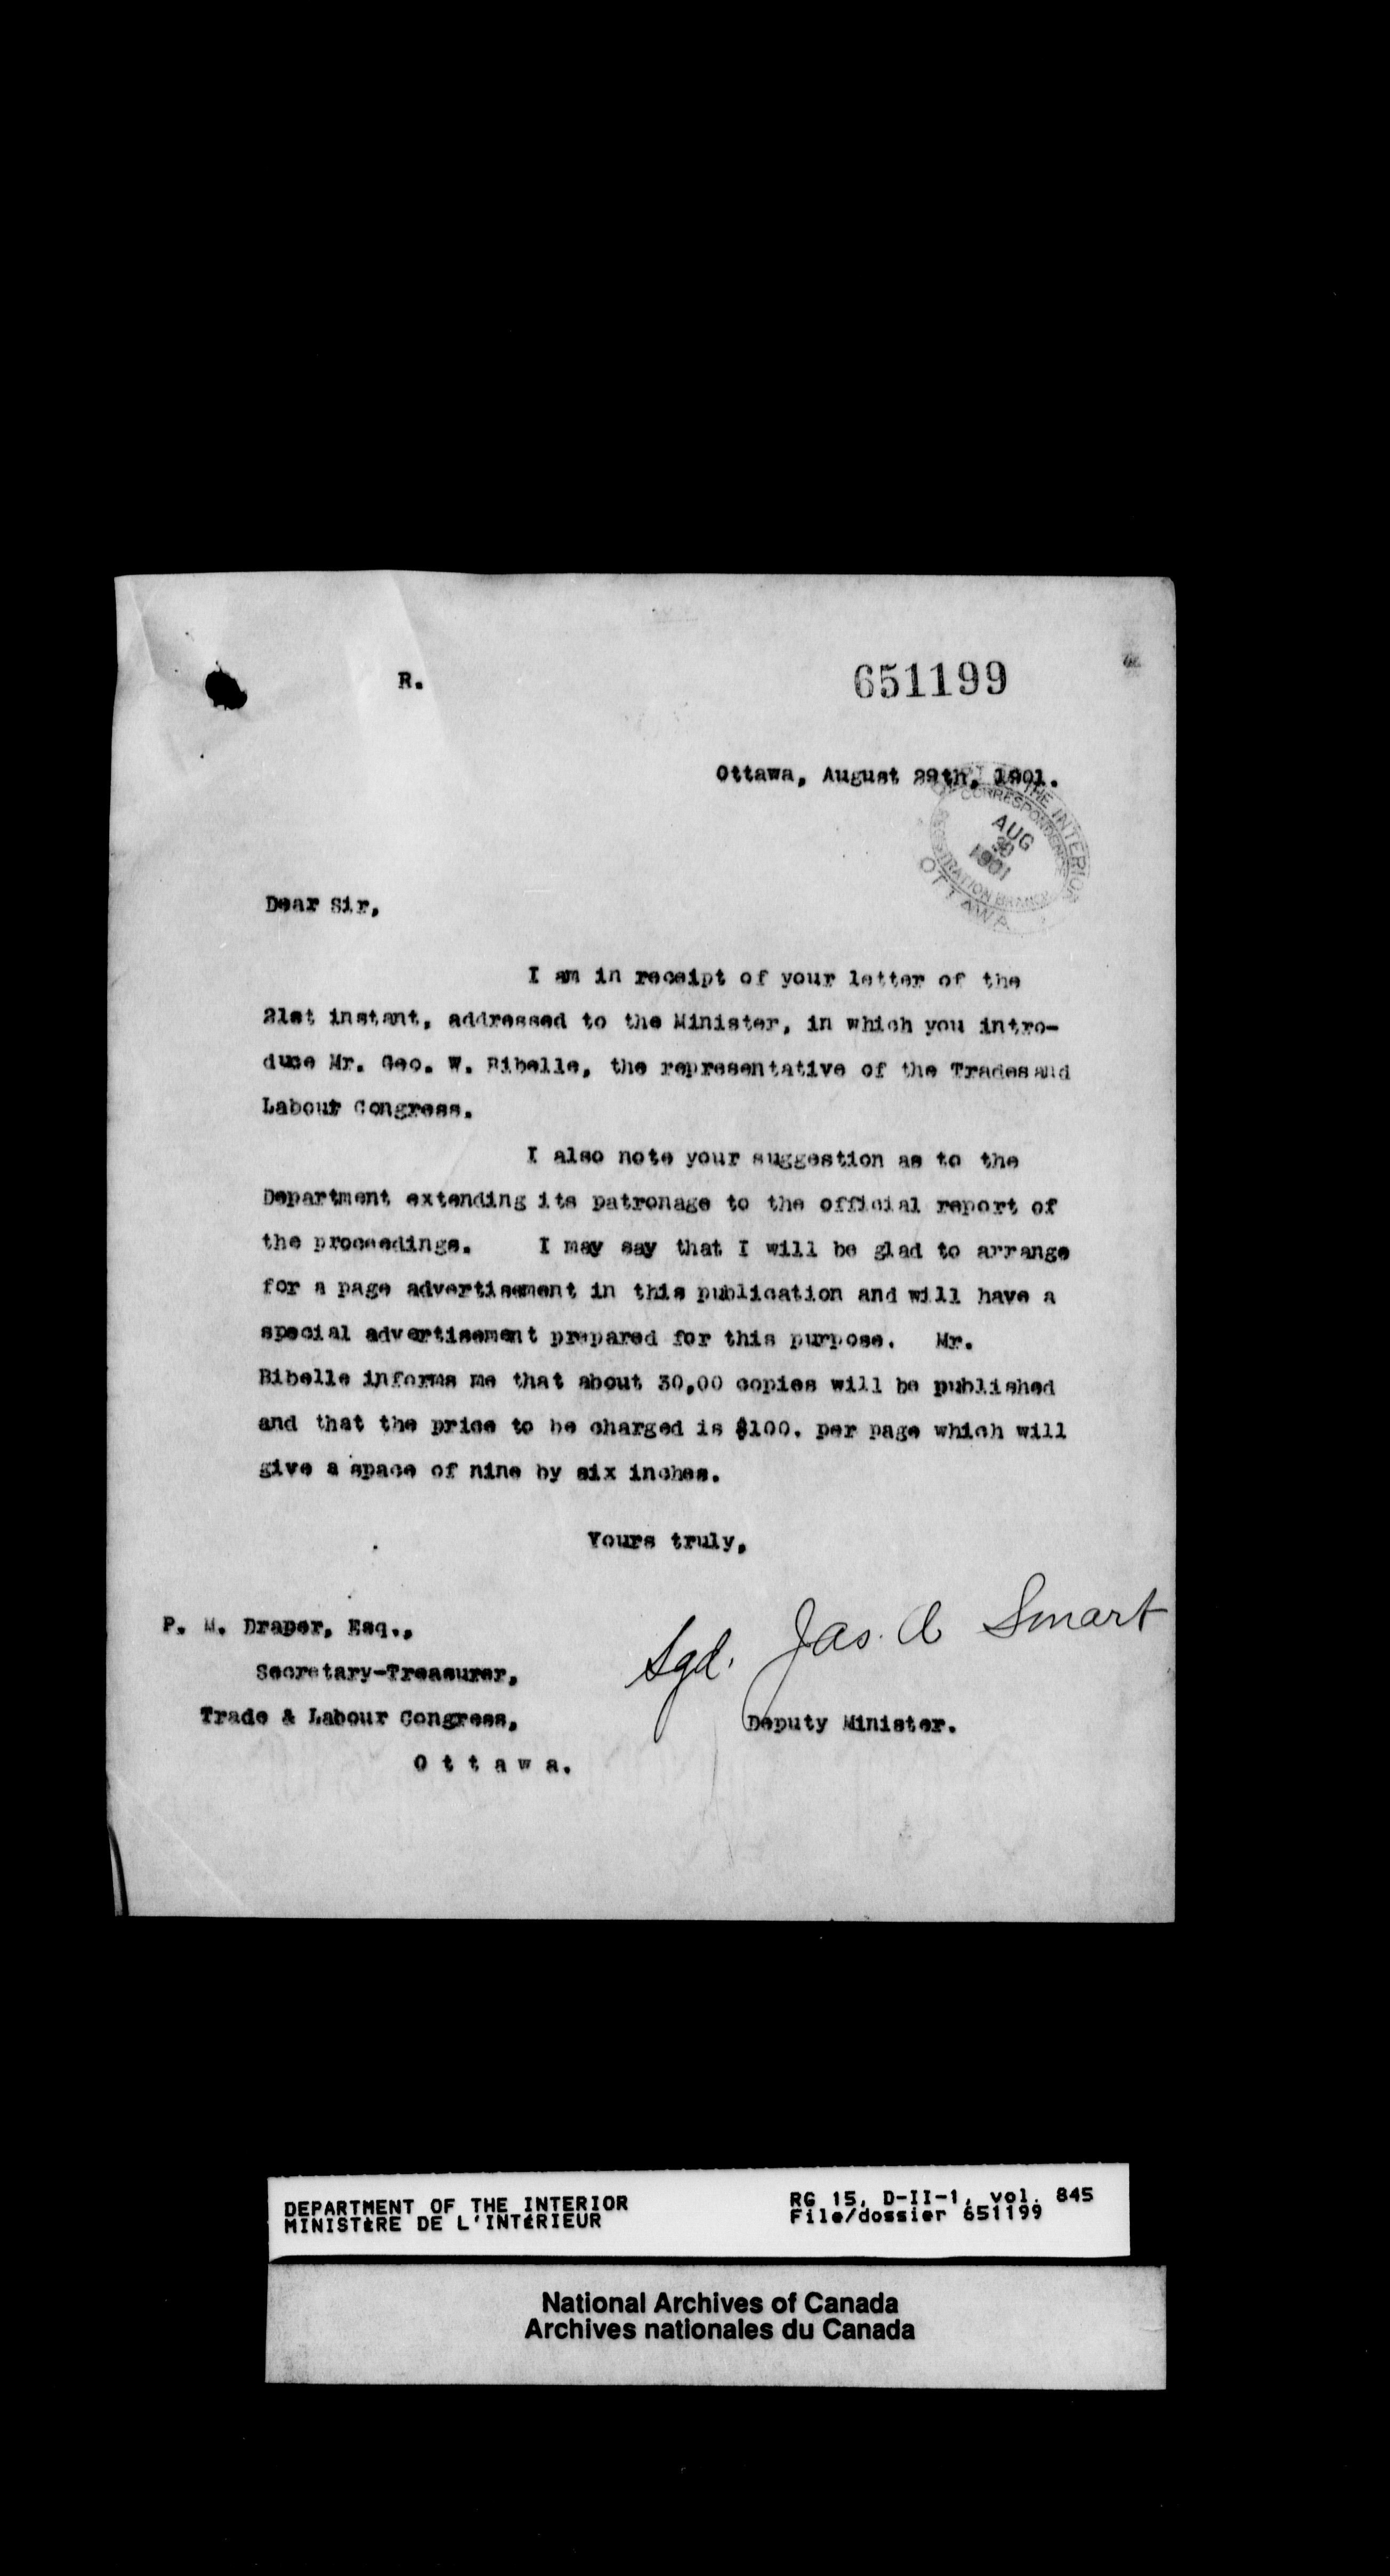 R.
651199
Ottawa, August 29th, 1901.
THE INTERIOR
CORRESPONDENCE
AUG
30
1901
REGISTRATION BRANCH
OTTAWA
Dear Sir,
I am in receipt of your letter of the
21st instant, addressed to the Minister, in which you intro-
duce Mr. Geo. W. Bibelle, the representative of the Trades and
Labour Congress.
I also note your suggestion as to the
Department extending its patronage to the official report of
the proceedings. I may say that I will be glad to arrange
for a page advertisement in this publication and will have a
special advertisement prepared for this purpose. Mr.
Bibelle informs me that about 30,00 copies will be published
and that the price to be charged is $100. per page which will
give a space of nine by six inches.
Yours truly,
Sgd. Jas. A Smart
Deputy Minister.
P. M. Draper, Esq.,
Secretary-Treasurer,
Trade & Labour Congress,
O t t a w a.
DEPARTMENT OF THE INTERIOR
MINISTÈRE DE L'INTÉRIEUR
RG 15, D-II-1, vol. 845
File/dossier 651199
National Archives of Canada
Archives nationales du Canada